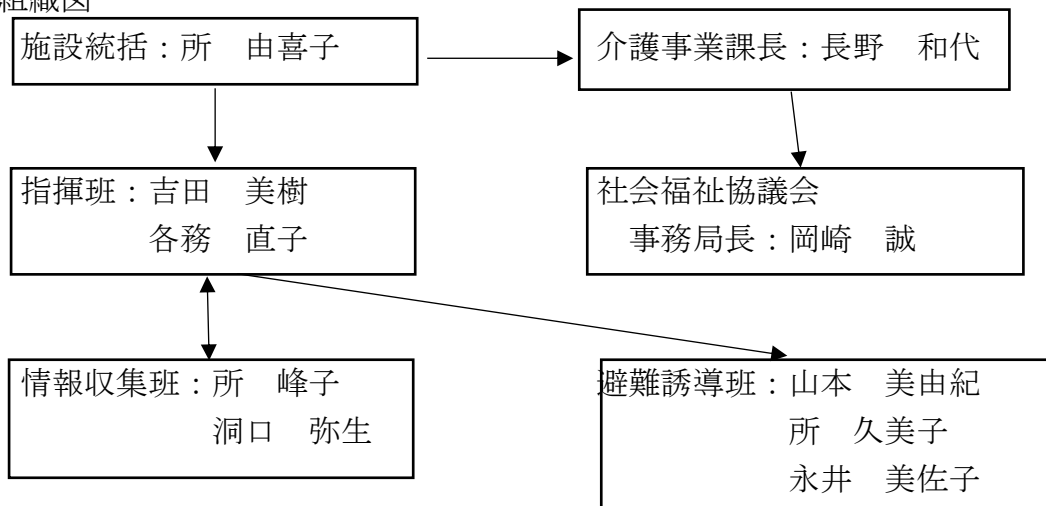 組織図
施設統括：所　由喜子
介護事業課長：長野　和代
指揮班：吉田　美樹
各務　直子
社会福祉協議会
事務局長：岡崎　誠
情報収集班：所　峰子
洞口　弥生
避難誘導班：山本　美由紀
所　久美子
永井　美佐子